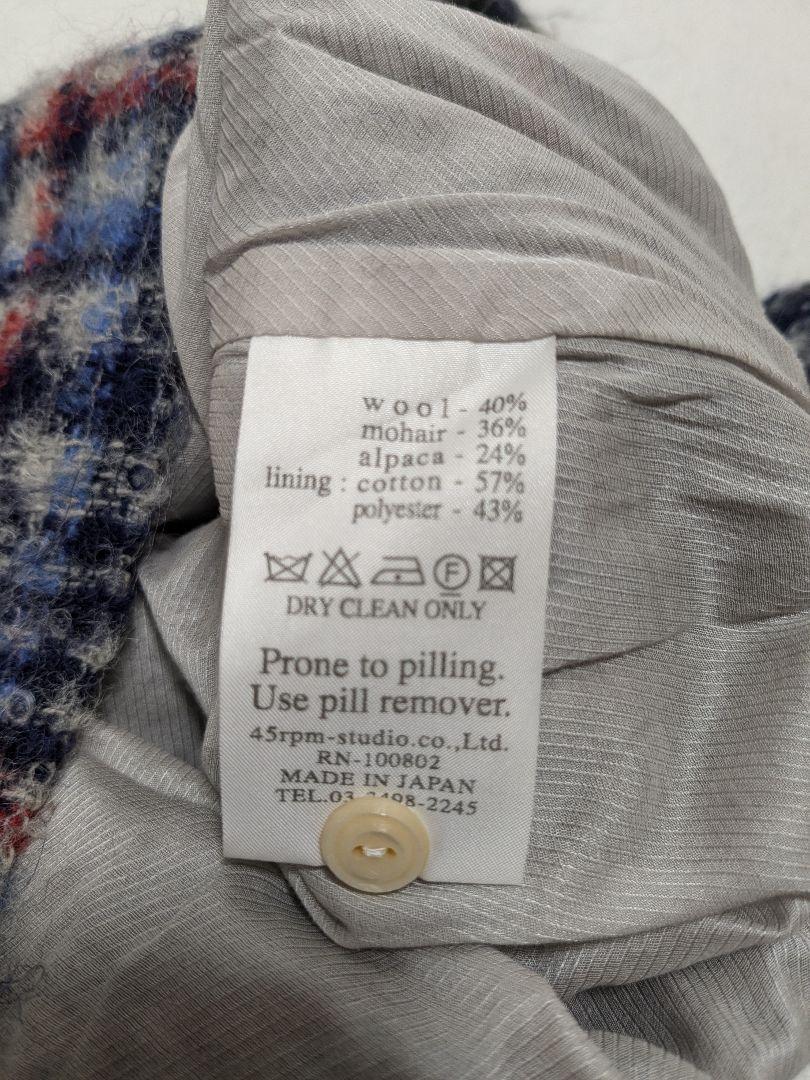 wool - 40%
mohair - 36%
alpaca - 24%
lining : cotton - 57%
polyester - 43%
F
DRY CLEAN ONLY
Prone to pilling.
Use pill remover.
45rpm-studio.co.,Ltd.
RN-100802
MADE IN JAPAN
TEL.03-3498-2245